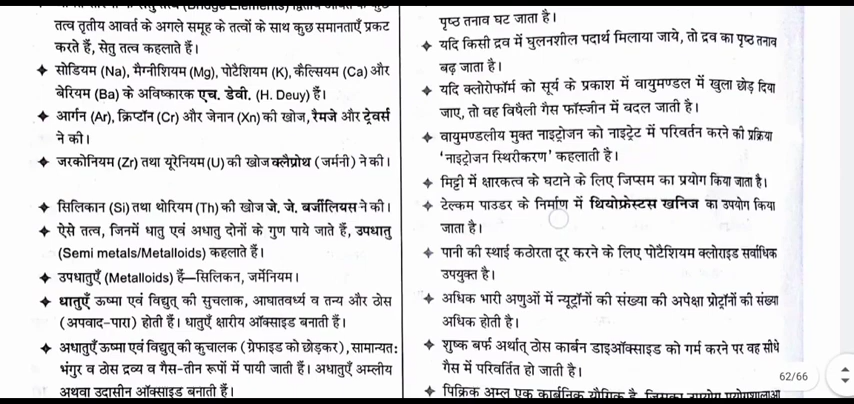 तत्व तृतीय आवर्त के अगले समूह के तत्वों के साथ कुछ समानताएँ प्रकट
करते हैं, सेतु तत्व कहलाते हैं।
✦ सोडियम (Na), मैग्नीशियम (Mg), पोटैशियम (K), कैल्सियम (Ca) और
बेरियम (Ba) के अविष्कारक एच. डेवी. (H. Deuy) हैं।
✦ आर्गन (Ar), क्रिप्टॉन (Cr) और जेनान (Xn) की खोज, रैमजे और ट्रेवर्स
ने की।
✦ जरकोनियम (Zr) तथा यूरेनियम (U) की खोज क्लैप्रोथ (जर्मनी) ने की।
✦ सिलिकान (Si) तथा थोरियम (Th) की खोज जे. जे. बर्जीलियस ने की।
✦ ऐसे तत्व, जिनमें धातु एवं अधातु दोनों के गुण पाये जाते हैं, उपधातु
(Semi metals/Metalloids) कहलाते हैं।
✦ उपधातुएँ (Metalloids) हैं—सिलिकन, जर्मेनियम।
✦ धातुएँ ऊष्मा एवं विद्युत् की सुचलाक, आघातवर्ध्य व तन्य और ठोस
(अपवाद-पारा) होती हैं। धातुएँ क्षारीय ऑक्साइड बनाती हैं।
✦ अधातुएँ ऊष्मा एवं विद्युत् की कुचालक (ग्रेफाइड को छोड़कर), सामान्यतः
भंगुर व ठोस द्रव्य व गैस-तीन रूपों में पायी जाती हैं। अधातुएँ अम्लीय
अथवा उदासीन ऑक्साइड बनाती हैं।
पृष्ठ तनाव घट जाता है।
✦ यदि किसी द्रव में घुलनशील पदार्थ मिलाया जाये, तो द्रव का पृष्ठ तनाव
बढ़ जाता है।
✦ यदि क्लोरोफॉर्म को सूर्य के प्रकाश में वायुमण्डल में खुला छोड़ दिया
जाए, तो वह विषैली गैस फॉस्जीन में बदल जाती है।
✦ वायुमण्डलीय मुक्त नाइट्रोजन को नाइट्रेट में परिवर्तन करने की प्रक्रिया
'नाइट्रोजन स्थिरीकरण' कहलाती है।
✦ मिट्टी में क्षारकत्व के घटाने के लिए जिप्सम का प्रयोग किया जाता है।
✦ टेल्कम पाउडर के निर्माण में थियोफ्रेस्टस खनिज का उपयोग किया
जाता है।
✦ पानी की स्थाई कठोरता दूर करने के लिए पोटैशियम क्लोराइड सर्वाधिक
उपयुक्त है।
✦ अधिक भारी अणुओं में न्यूट्रॉनों की संख्या की अपेक्षा प्रोट्रॉनों की संख्या
अधिक होती है।
✦ शुष्क बर्फ अर्थात् ठोस कार्बन डाइऑक्साइड को गर्म करने पर वह सीधे
गैस में परिवर्तित हो जाती है।
62/66
✦ पिक्रिक अम्ल एक कार्बनिक यौगिक है, जिसका उपयोग प्रयोगशालाओं